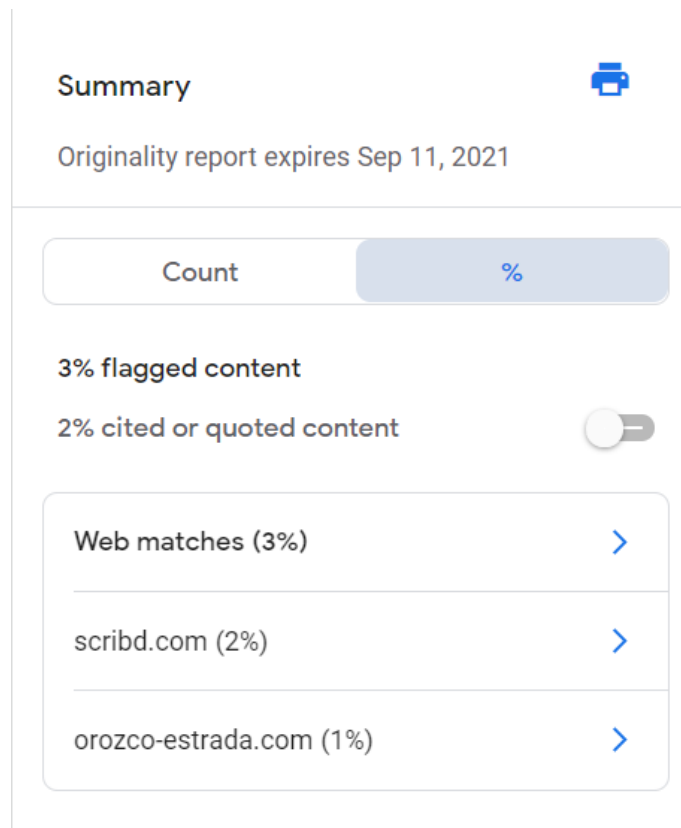 Summary
Originality report expires Sep 11, 2021
Count
%
3% flagged content
2% cited or quoted content
Web matches (3%)
scribd.com (2%)
orozco-estrada.com (1%)